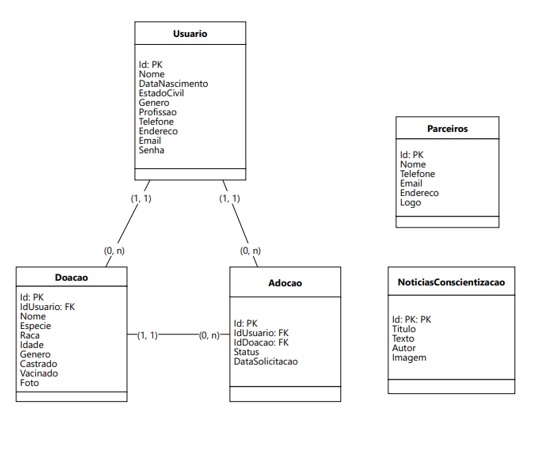 Usuario
Id: PK
Nome
DataNascimento
EstadoCivil
Genero
Profissao
Telefone
Endereco
Email
Senha
Parceiros
Id: PK
Nome
Telefone
Email
Endereco
Logo
(1, 1)
(1, 1)
(0, n)
(0, n)
Doacao
Id: PK
IdUsuario: FK
Nome
Especie
Raca
Idade
Genero
Castrado
Vacinado
Foto
(1, 1)
(0, n)
Adocao
Id: PK
IdUsuario: FK
IdDoacao: FK
Status
DataSolicitacao
NoticiasConscientizacao
Id: PK: PK
Titulo
Texto
Autor
Imagem